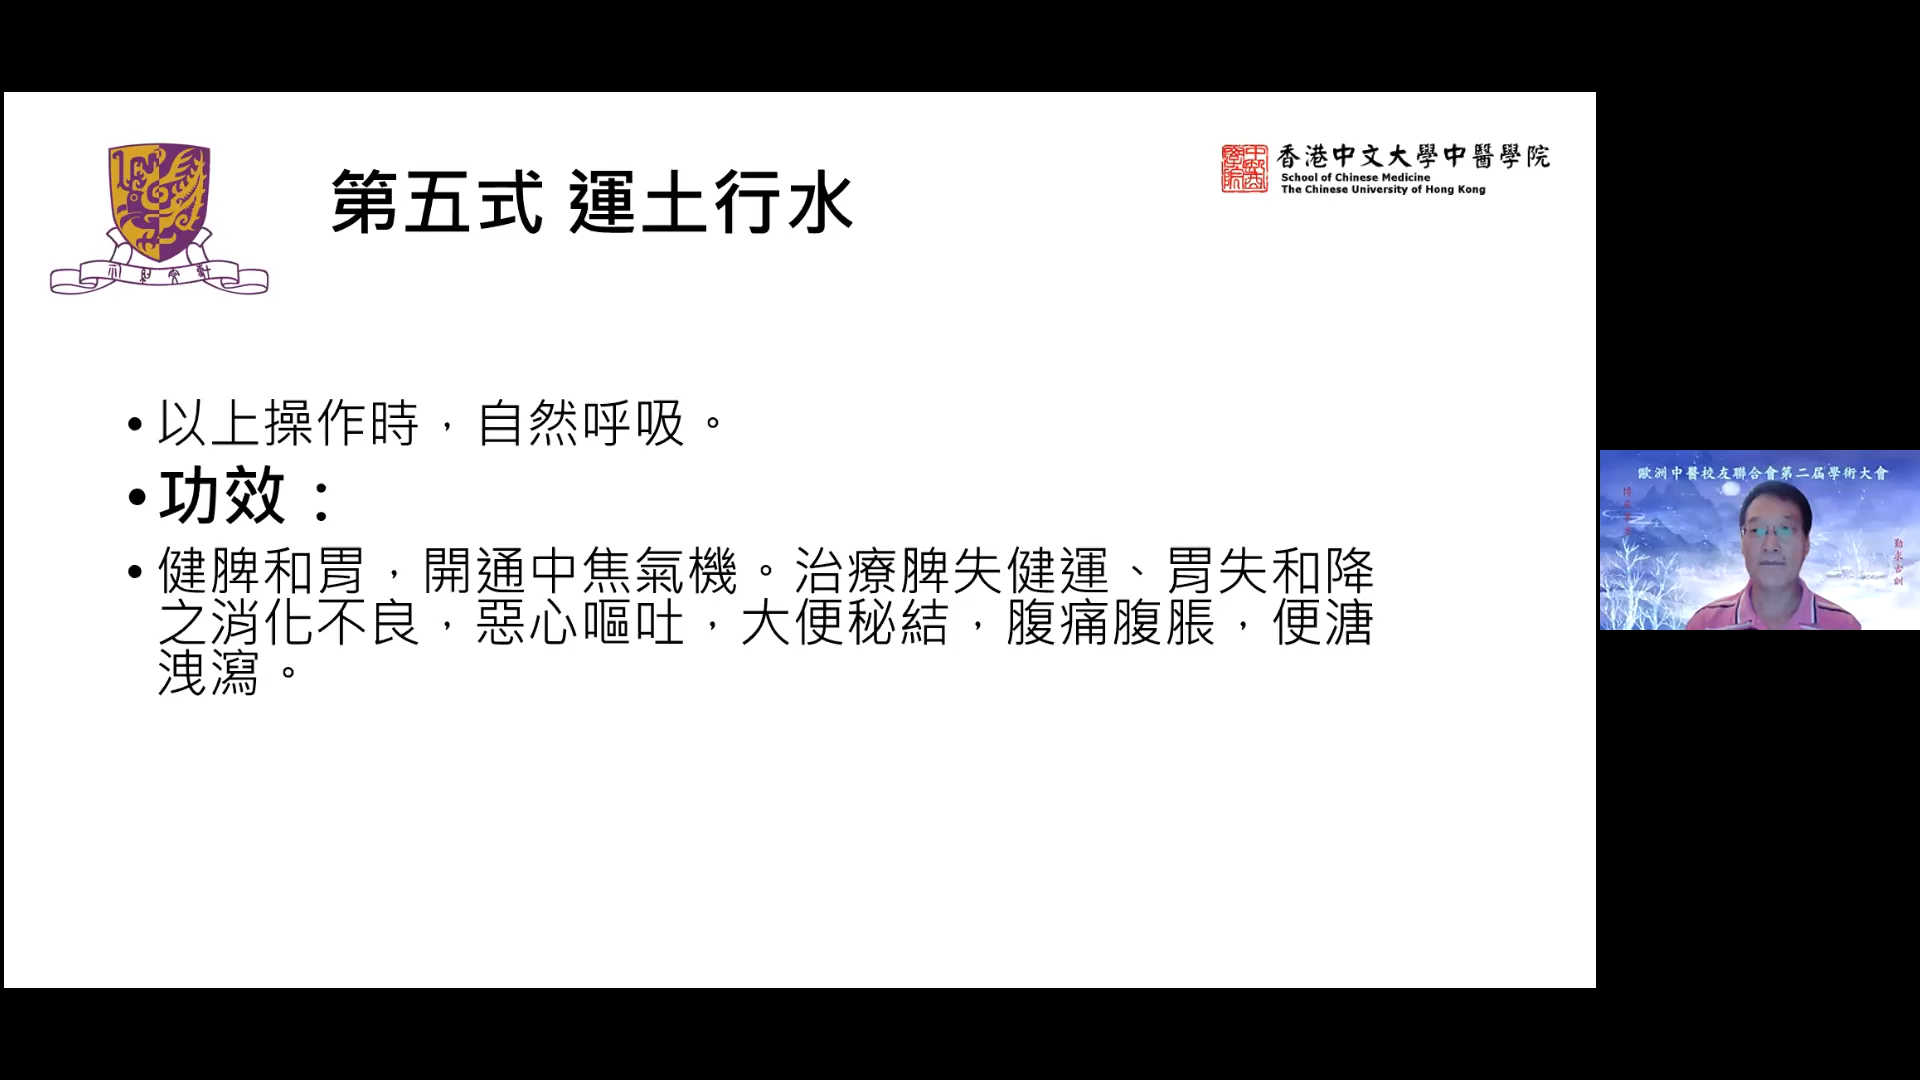 第五式 運土行水
香港中文大學中醫學院
School of Chinese Medicine
The Chinese University of Hong Kong
• 以上操作時，自然呼吸。
• 功效：
• 健脾和胃，開通中焦氣機。治療脾失健運、胃失和降
之消化不良，惡心嘔吐，大便秘結，腹痛腹脹，便溏
洩瀉。
歐洲中醫校友聯合會第二屆學術大會
勤求古訓